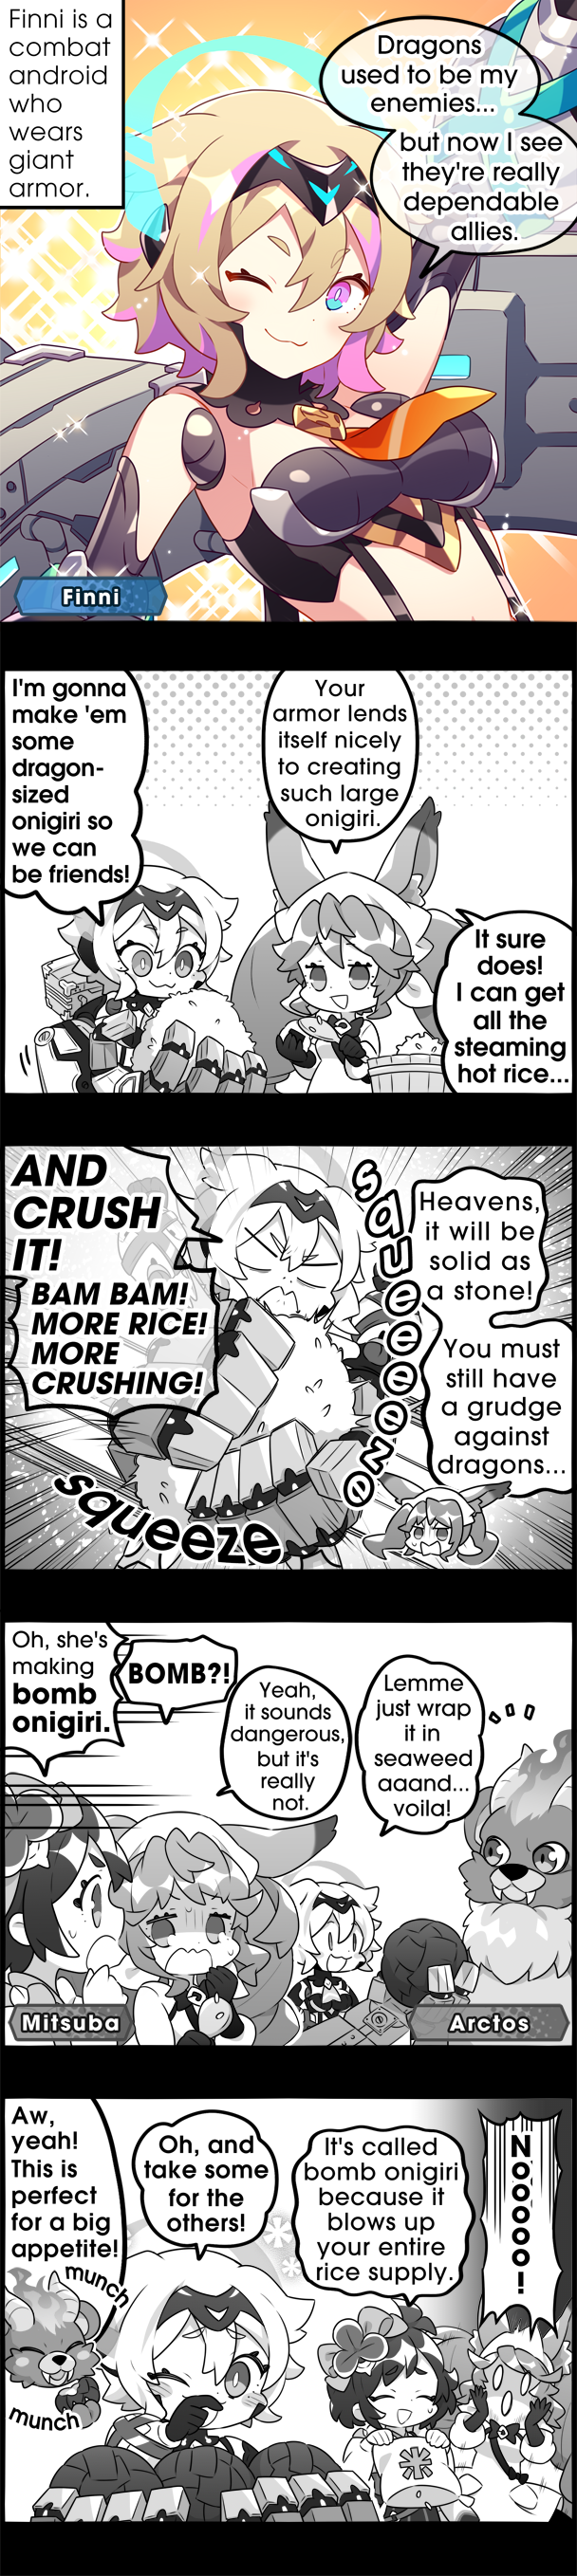 Finni is a
combat
android
who
wears
giant
armor.
Dragons
used to be my
enemies...
but now I see
they're really
dependable
allies.
Finni
I'm gonna
make 'em
some
dragon-
sized
onigiri so
we can
be friends!
Your
armor lends
itself nicely
to creating
such large
onigiri.
It sure
does!
I can get
all the
steaming
hot rice...
AND
CRUSH
IT!
BAM BAM!
MORE RICE!
MORE
CRUSHING!
squeeeeze
Heavens,
it will be
solid as
a stone!
You must
still have
a grudge
against
dragons...
squeeze
Oh, she's
making
bomb
onigiri.
BOMB?!
Yeah,
it sounds
dangerous,
but it's
really
not.
Lemme
just wrap
it in
seaweed
aaand...
voila!
Mitsuba
Arctos
Aw,
yeah!
This is
perfect
for a big
appetite!
munch
munch
Oh, and
take some
for the
others!
It's called
bomb onigiri
because it
blows up
your entire
rice supply.
Nooooo!